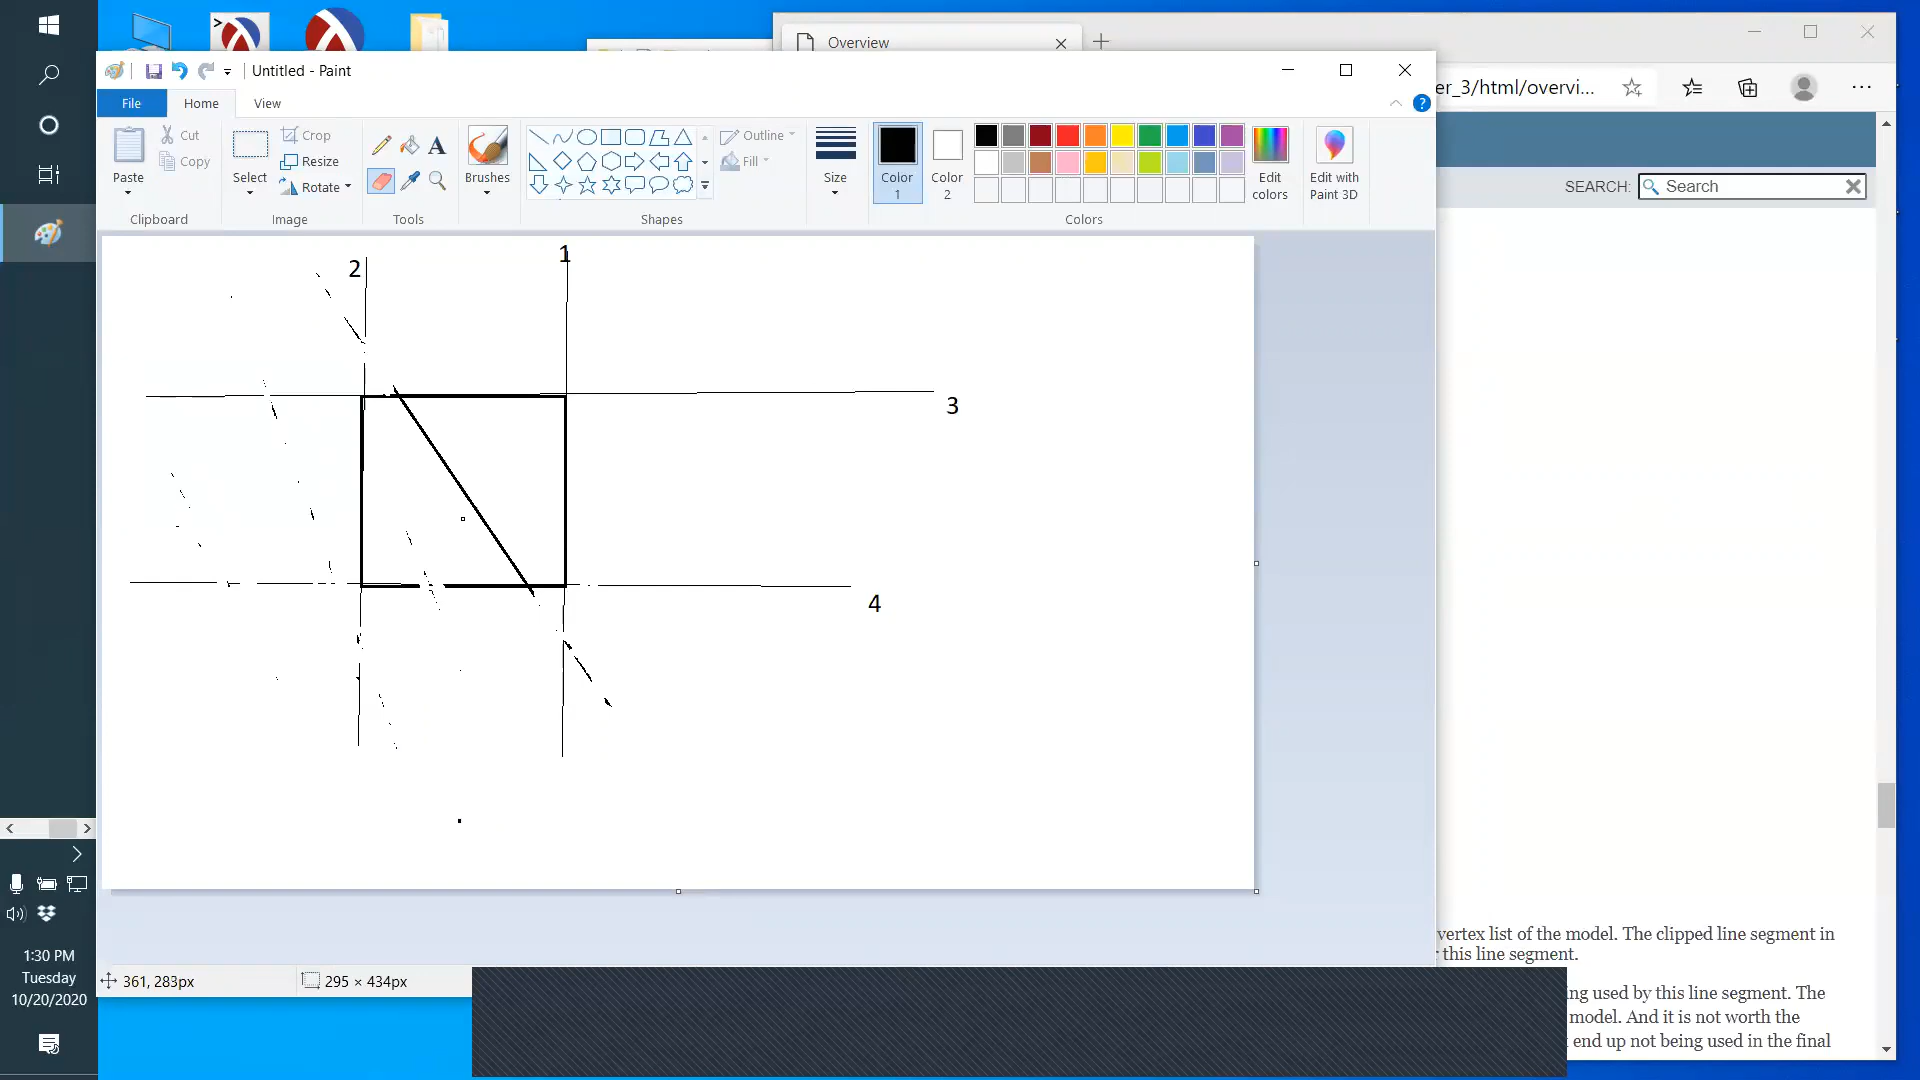 Overview
Untitled - Paint
er_3/html/overvi...
File
Home
View
Paste
Cut
Copy
Clipboard
Select
Crop
Resize
Rotate
Image
Tools
Brushes
Shapes
Outline
Fill
Size
Color 1
Color 2
Colors
Edit colors
Edit with Paint 3D
SEARCH: Search
2
1
3
4
vertex list of the model. The clipped line segment in
this line segment.
ng used by this line segment. The
model. And it is not worth the
end up not being used in the final
1:30 PM
Tuesday
10/20/2020
361, 283px
295 × 434px